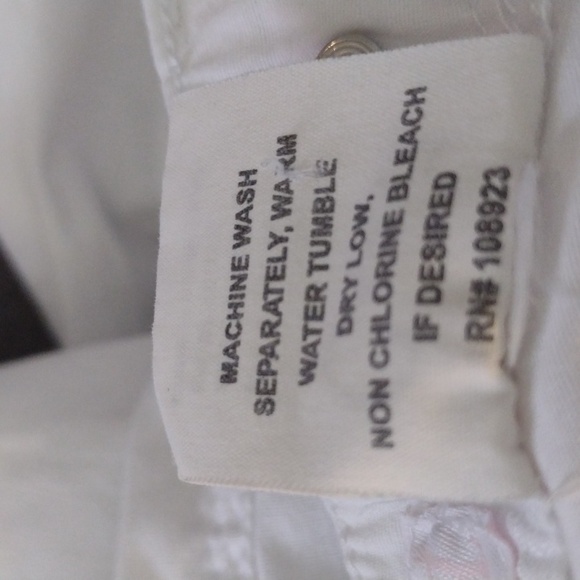 MACHINE WASH
SEPARATELY, WARM
WATER TUMBLE
DRY LOW,
NON CHLORINE BLEACH
IF DESIRED
RN# 108923